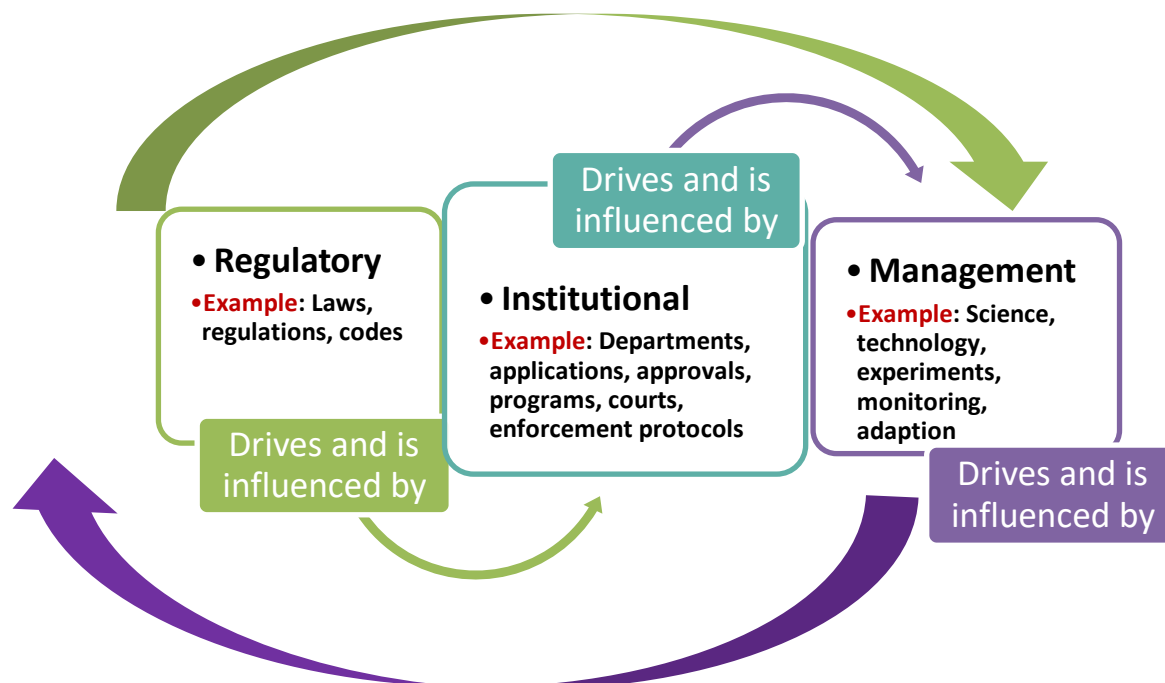 • Regulatory
•Example: Laws,
regulations, codes
Drives and is
influenced by
Drives and is
influenced by
• Institutional
•Example: Departments,
applications, approvals,
programs, courts,
enforcement protocols
• Management
•Example: Science,
technology,
experiments,
monitoring,
adaption
Drives and is
influenced by